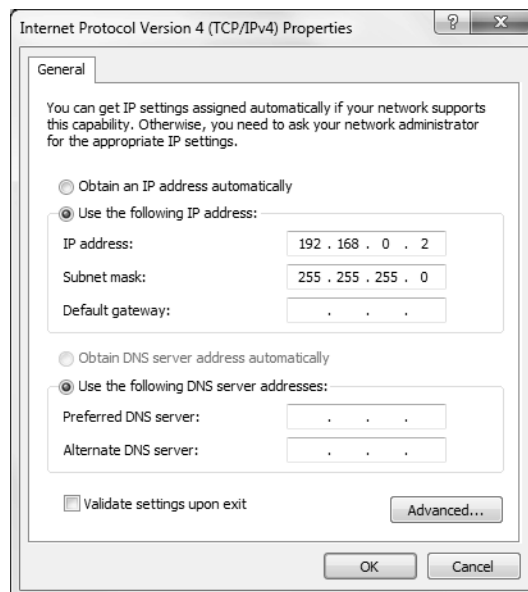 Internet Protocol Version 4 (TCP/IPv4) Properties
General
You can get IP settings assigned automatically if your network supports
this capability. Otherwise, you need to ask your network administrator
for the appropriate IP settings.
Obtain an IP address automatically
Use the following IP address:
IP address: 192 . 168 . 0 . 2
Subnet mask: 255 . 255 . 255 . 0
Default gateway: . . .
Obtain DNS server address automatically
Use the following DNS server addresses:
Preferred DNS server: . . .
Alternate DNS server: . . .
Validate settings upon exit
Advanced...
OK Cancel